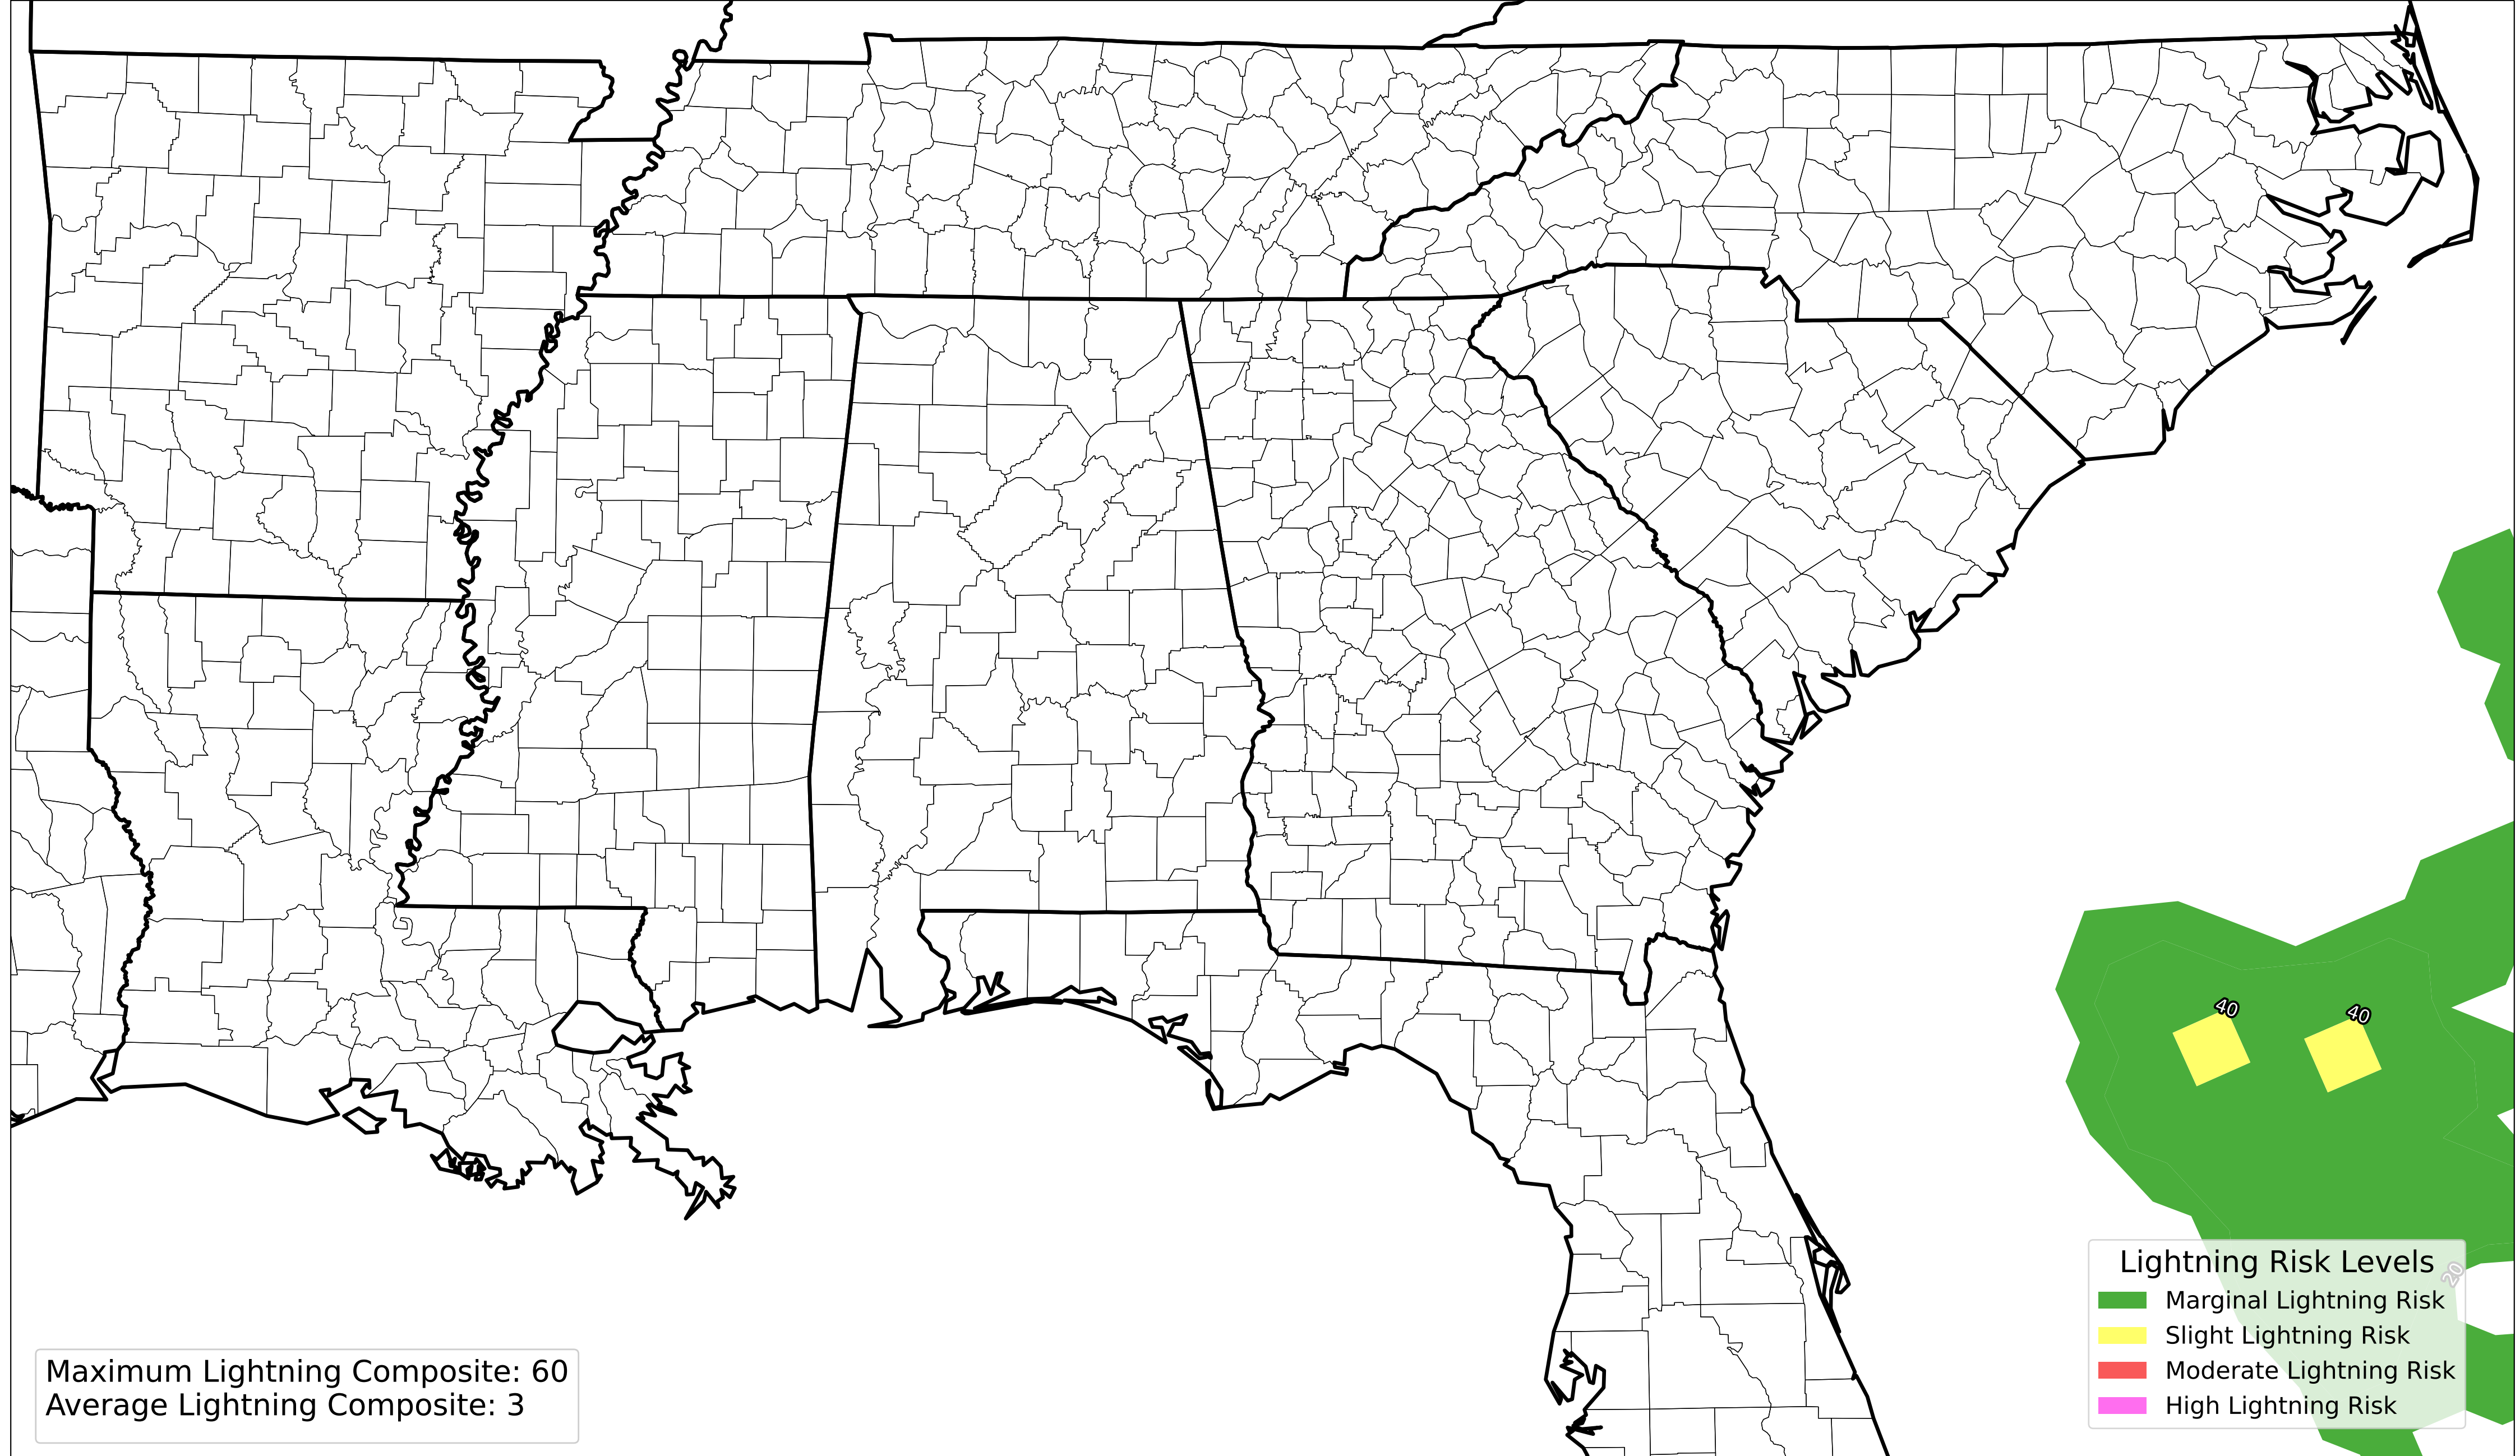 40
40
20
Lightning Risk Levels
Marginal Lightning Risk
Slight Lightning Risk
Moderate Lightning Risk
High Lightning Risk
Maximum Lightning Composite: 60
Average Lightning Composite: 3